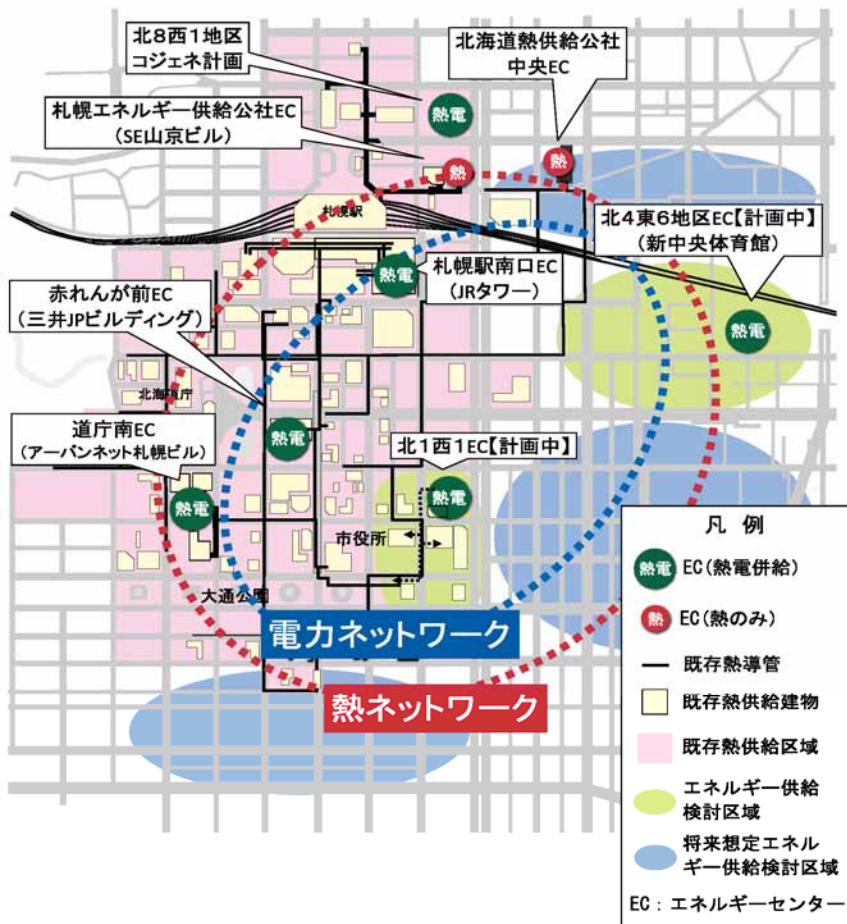 北8西1地区
コジェネ計画
北海道熱供給公社
中央EC
札幌エネルギー供給公社EC
(SE山京ビル)
熱電
熱
熱
札幌駅
北4東6地区EC【計画中】
(新中央体育館)
熱電
札幌駅南口EC
(JRタワー)
熱電
赤れんが前EC
(三井JPビルディング)
北海道庁
道庁南EC
(アーバンネット札幌ビル)
熱電
北1西1EC【計画中】
熱電
熱電
市役所
大通公園
電力ネットワーク
熱ネットワーク
凡 例
熱電 EC(熱電併給)
熱 EC(熱のみ)
既存熱導管
既存熱供給建物
既存熱供給区域
エネルギー供給
検討区域
将来想定エネル
ギー供給検討区域
EC:エネルギーセンター